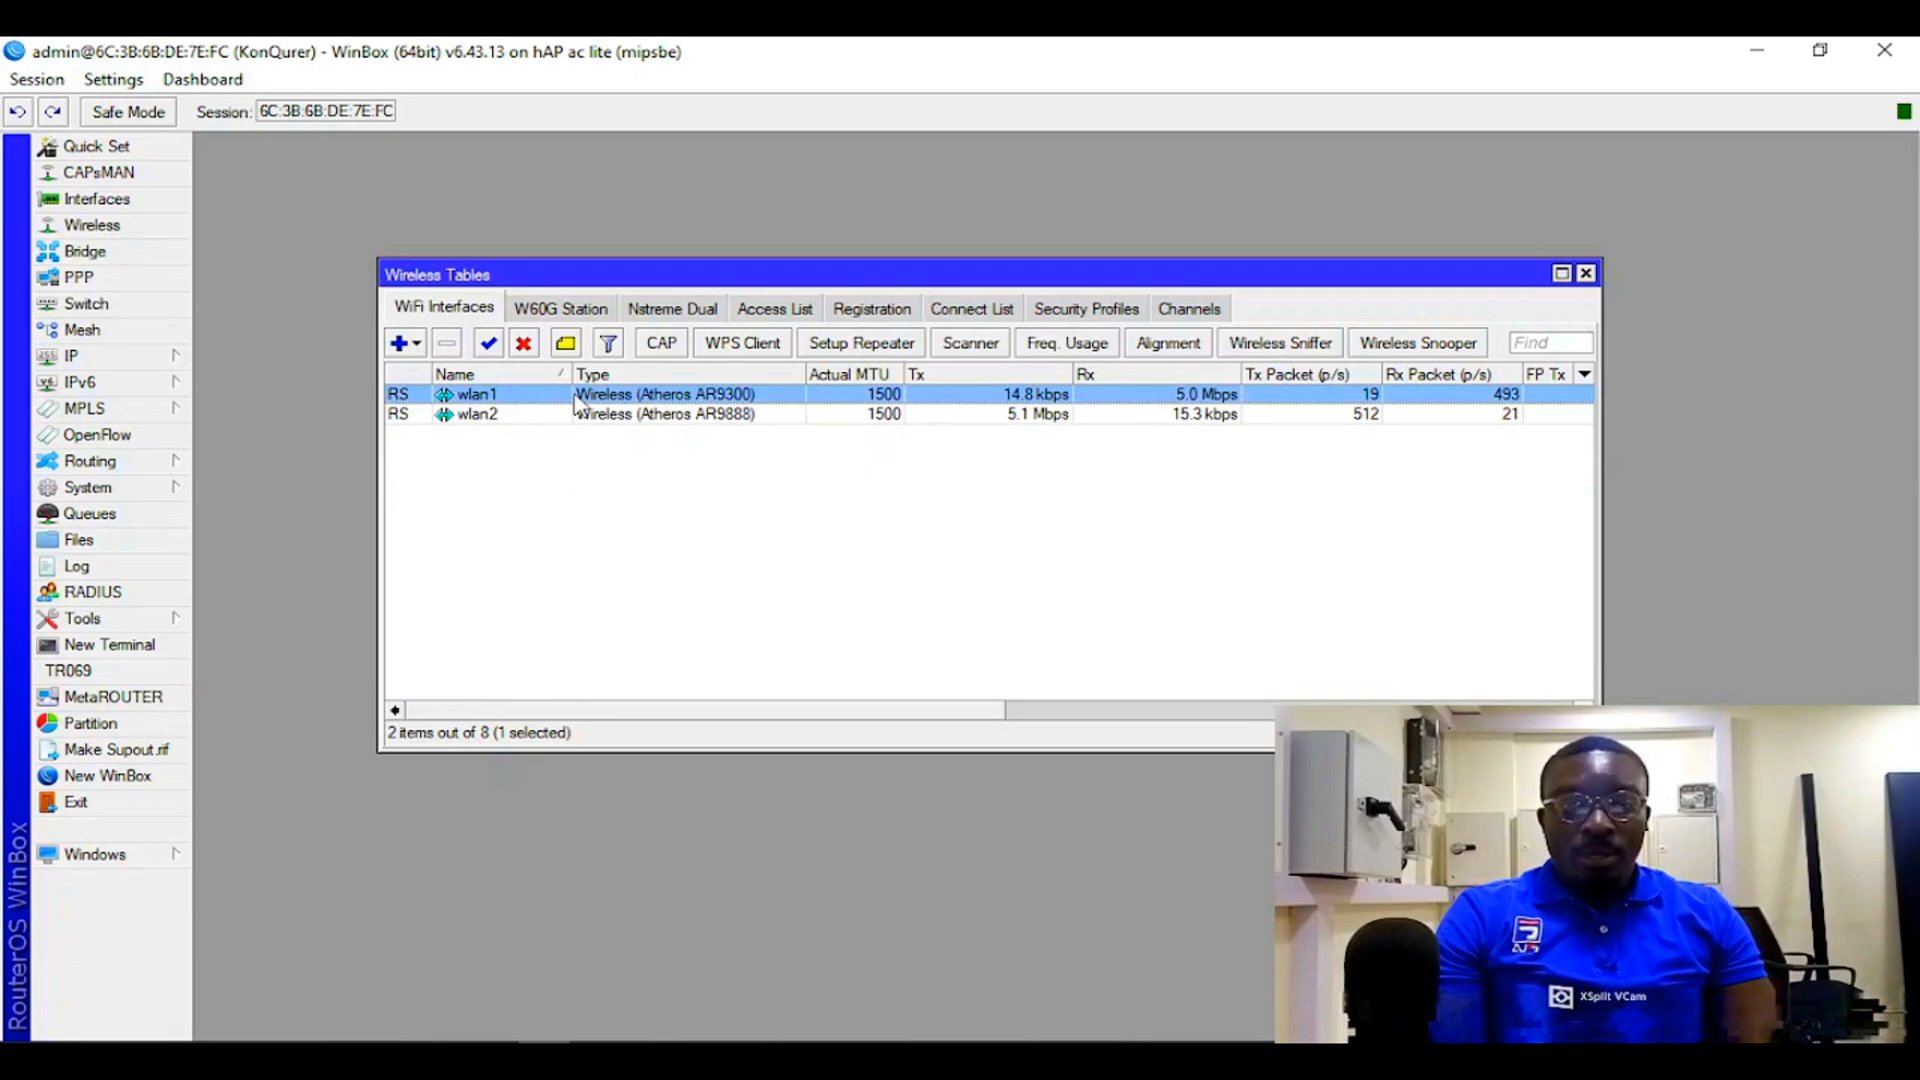 admin@6C:3B:6B:DE:7E:FC (KonQurer) - WinBox (64bit) v6.43.13 on hAP ac lite (mipsbe)
Session Settings Dashboard
Safe Mode Session: 6C:3B:6B:DE:7E:FC
Quick Set
CAPsMAN
Interfaces
Wireless
Bridge
PPP
Switch
Mesh
IP
IPv6
MPLS
OpenFlow
Routing
System
Queues
Files
Log
RADIUS
Tools
New Terminal
TR069
MetaROUTER
Partition
Make Supout.rif
New WinBox
Exit
Windows
RouterOS WinBox
Wireless Tables
WiFi Interfaces W60G Station Nstreme Dual Access List Registration Connect List Security Profiles Channels
CAP WPS Client Setup Repeater Scanner Freq. Usage Alignment Wireless Sniffer Wireless Snooper Find
Name Type Actual MTU Tx Rx Tx Packet (p/s) Rx Packet (p/s) FP Tx
RS wlan1 Wireless (Atheros AR9300) 1500 14.8 kbps 5.0 Mbps 19 493
RS wlan2 Wireless (Atheros AR9888) 1500 5.1 Mbps 15.3 kbps 512 21
2 items out of 8 (1 selected)
XSplit VCam